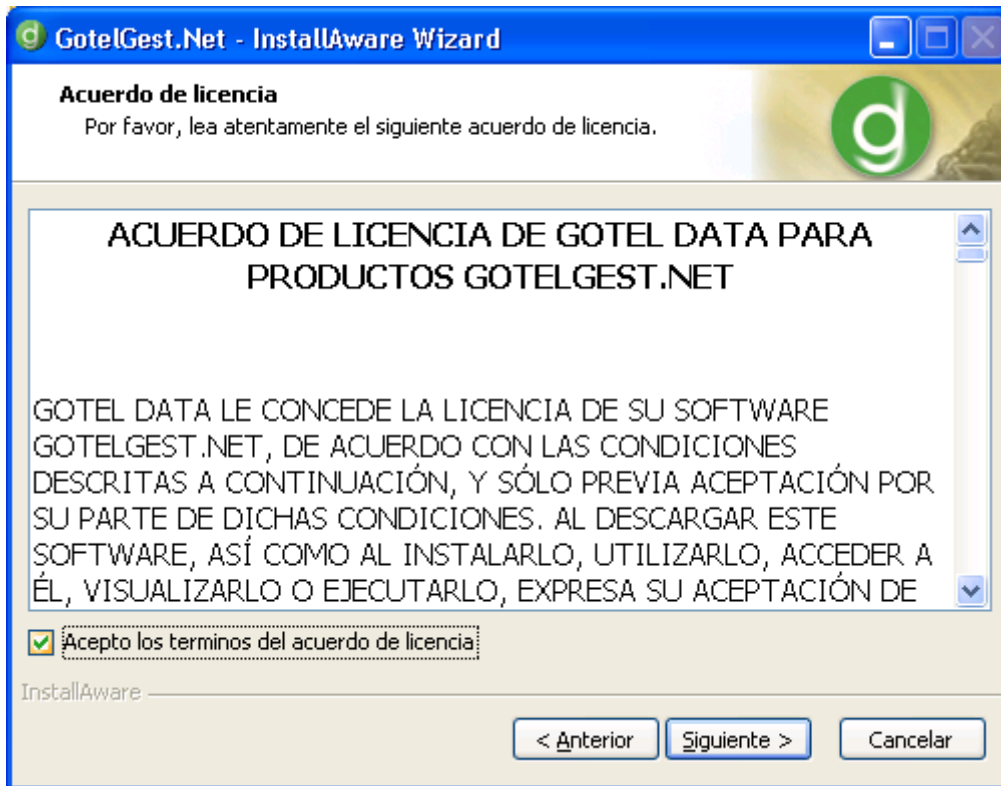 GotelGest.Net - InstallAware Wizard
Acuerdo de licencia
Por favor, lea atentamente el siguiente acuerdo de licencia.
ACUERDO DE LICENCIA DE GOTEL DATA PARA
PRODUCTOS GOTELGEST.NET
GOTEL DATA LE CONCEDE LA LICENCIA DE SU SOFTWARE
GOTELGEST.NET, DE ACUERDO CON LAS CONDICIONES
DESCRITAS A CONTINUACIÓN, Y SÓLO PREVIA ACEPTACIÓN POR
SU PARTE DE DICHAS CONDICIONES. AL DESCARGAR ESTE
SOFTWARE, ASÍ COMO AL INSTALARLO, UTILIZARLO, ACCEDER A
ÉL, VISUALIZARLO O EJECUTARLO, EXPRESA SU ACEPTACIÓN DE
Acepto los terminos del acuerdo de licencia
InstallAware
< Anterior
Siguiente >
Cancelar